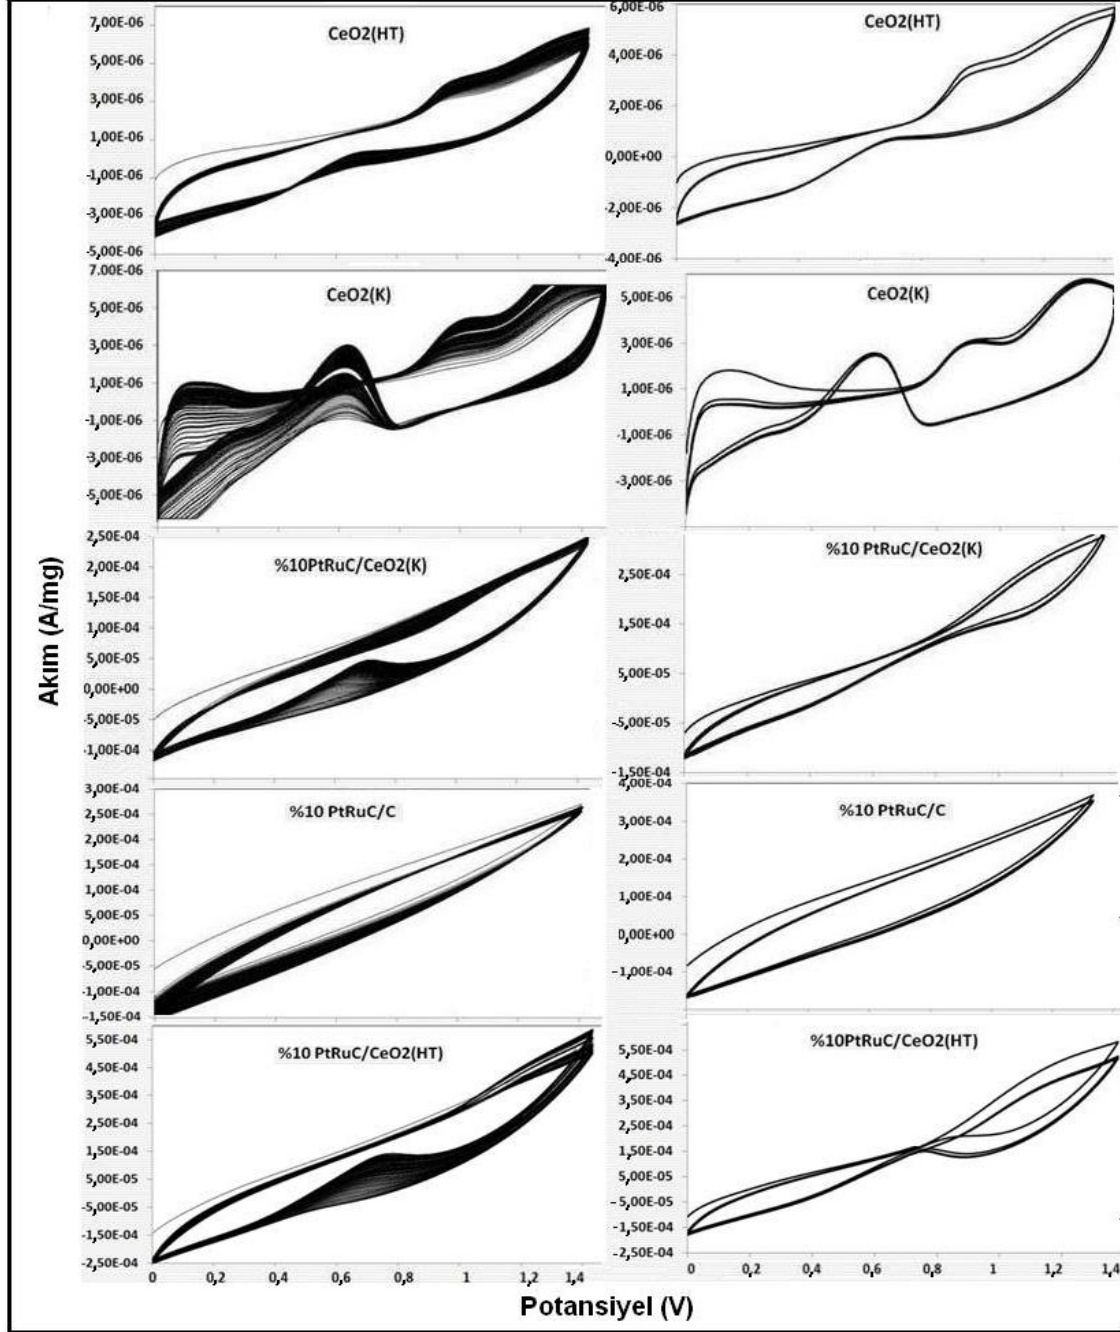 CeO2(HT)
7,00E-06
5,00E-06
3,00E-06
1,00E-06
-1,00E-06
-3,00E-06
-5,00E-06
CeO2(HT)
6,00E-06
4,00E-06
2,00E-06
0,00E+00
-2,00E-06
-4,00E-06
CeO2(K)
7.00E-06
5,00E-06
3,00E-06
1,00E-06
-1,00E-06
-3,00E-06
-5,00E-06
CeO2(K)
5,00E-06
3,00E-06
1,00E-06
-1,00E-06
-3,00E-06
Akım (A/mg)
%10PtRuC/CeO2(K)
2,50E-04
2,00E-04
1,50E-04
1,00E-04
5,00E-05
0,00E+00
-5,00E-05
-1,00E-04
%10 PtRuC/CeO2(K)
2,50E-04
1,50E-04
5,00E-05
-5,00E-05
-1,50E-04
%10 PtRuC/C
3,00E-04
2,50E-04
2,00E-04
1,50E-04
1,00E-04
5,00E-05
0,00E+00
-5,00E-05
-1,00E-04
-1,50E-04
%10 PtRuC/C
4,00E-04
3,00E-04
2,00E-04
1,00E-04
0,00E+00
-1,00E-04
%10 PtRuC/CeO2(HT)
5,50E-04
4,50E-04
3,50E-04
2,50E-04
1,50E-04
5,00E-05
-5,00E-05
-1,50E-04
-2,50E-04
%10PtRuC/CeO2(HT)
5,50E-04
4,50E-04
3,50E-04
2,50E-04
1,50E-04
5,00E-05
-5,00E-05
-1,50E-04
-2,50E-04
0 0,2 0,4 0,6 0,8 1 1,2 1,4
0,2 0,4 0,6 0,8 1 1,2 1,4
Potansiyel (V)